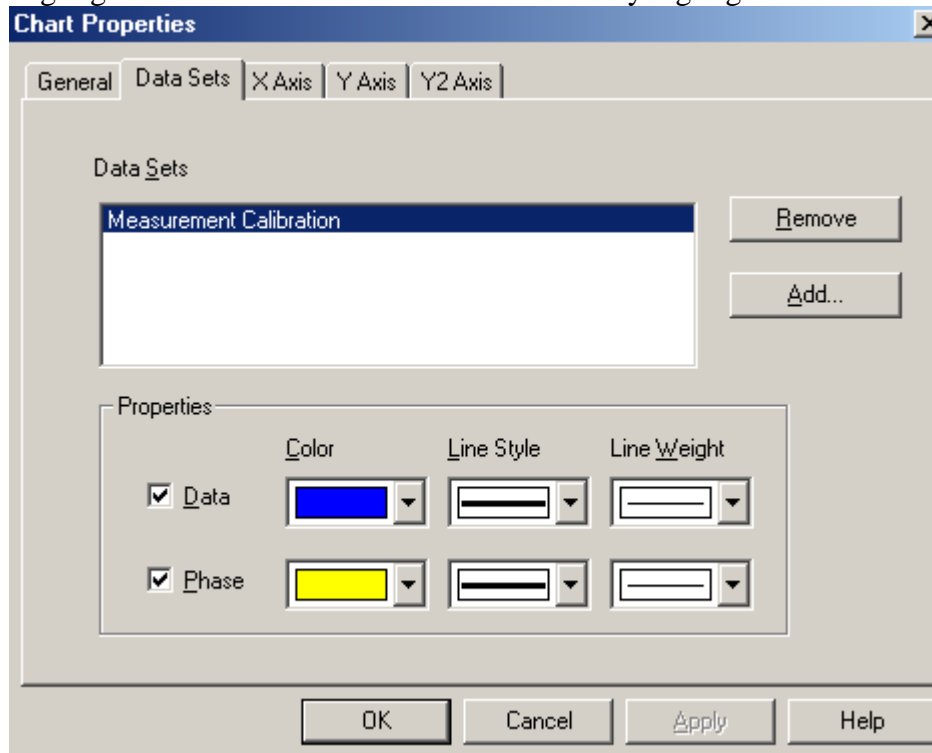 Chart Properties
General Data Sets X Axis Y Axis Y2 Axis
Data Sets
Measurement Calibration
Remove
Add...
Properties
Color Line Style Line Weight
Data
Phase
OK Cancel Apply Help